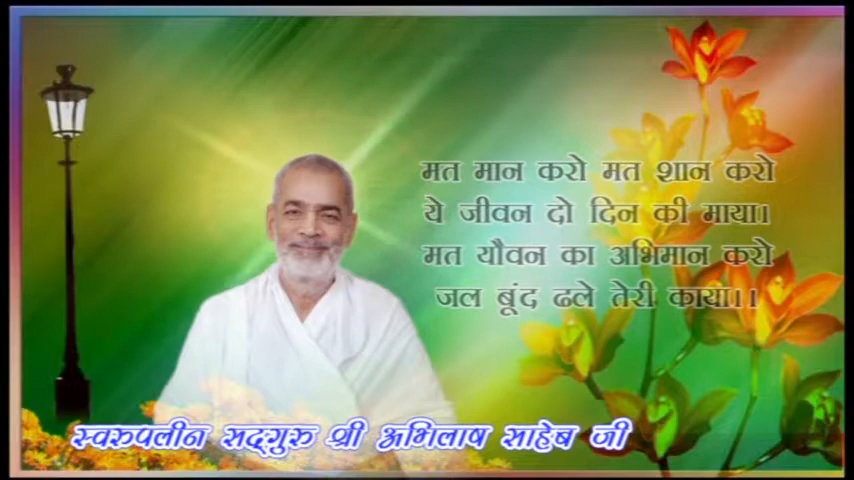 मत मान करो मत शान करो
ये जीवन दो दिन की माया।
मत यौवन का अभिमान करो
जल बूंद ढले तेरी काया।।
स्वरुपलीन सद्गुरु श्री अभिलाष साहेब जी